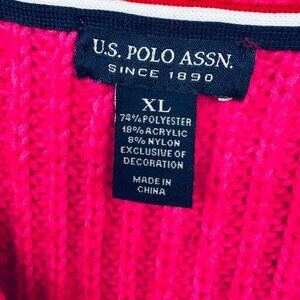 U.S. POLO ASSN.
SINCE 1890
XL
74% POLYESTER
18% ACRYLIC
8% NYLON
EXCLUSIVE OF
DECORATION
MADE IN
CHINA